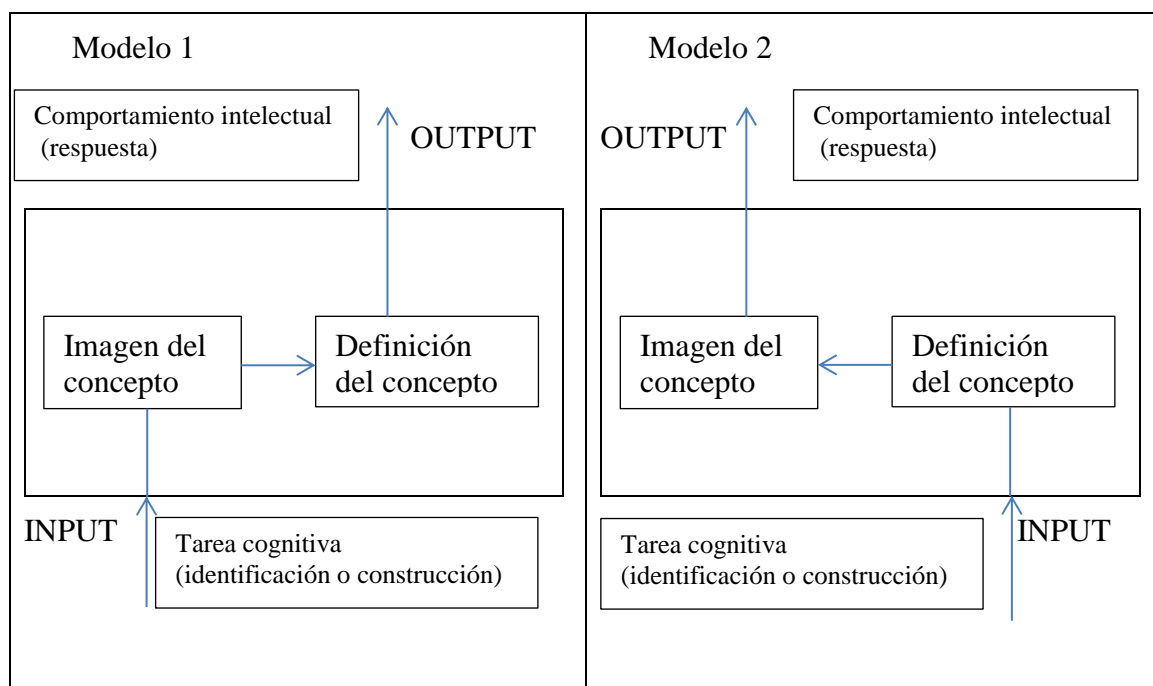 Modelo 1
Comportamiento intelectual
(respuesta)
OUTPUT
Imagen del
concepto
Definición
del concepto
INPUT
Tarea cognitiva
(identificación o construcción)
Modelo 2
OUTPUT
Comportamiento intelectual
(respuesta)
Imagen del
concepto
Definición
del concepto
INPUT
Tarea cognitiva
(identificación o construcción)